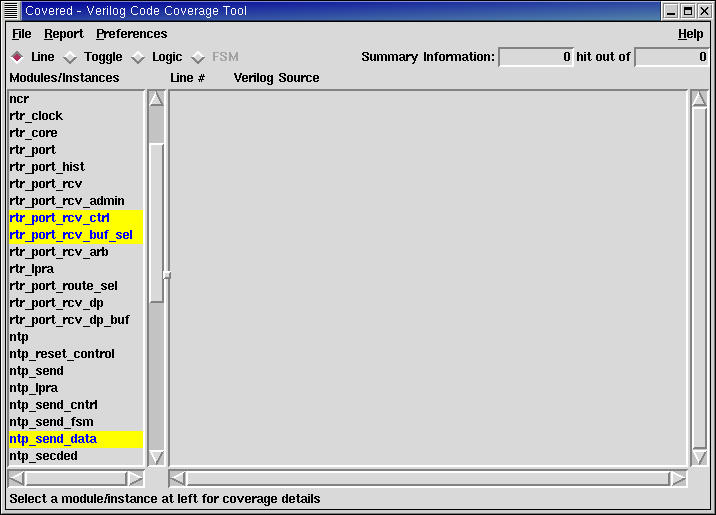 Covered - Verilog Code Coverage Tool
File Report Preferences Help
Line Toggle Logic FSM Summary Information: 0 hit out of 0
Modules/Instances Line # Verilog Source
ncr
rtr_clock
rtr_core
rtr_port
rtr_port_hist
rtr_port_rcv
rtr_port_rcv_admin
rtr_port_rcv_ctrl
rtr_port_rcv_buf_sel
rtr_port_rcv_arb
rtr_lpra
rtr_port_route_sel
rtr_port_rcv_dp
rtr_port_rcv_dp_buf
ntp
ntp_reset_control
ntp_send
ntp_lpra
ntp_send_cntrl
ntp_send_fsm
ntp_send_data
ntp_secded
Select a module/instance at left for coverage details